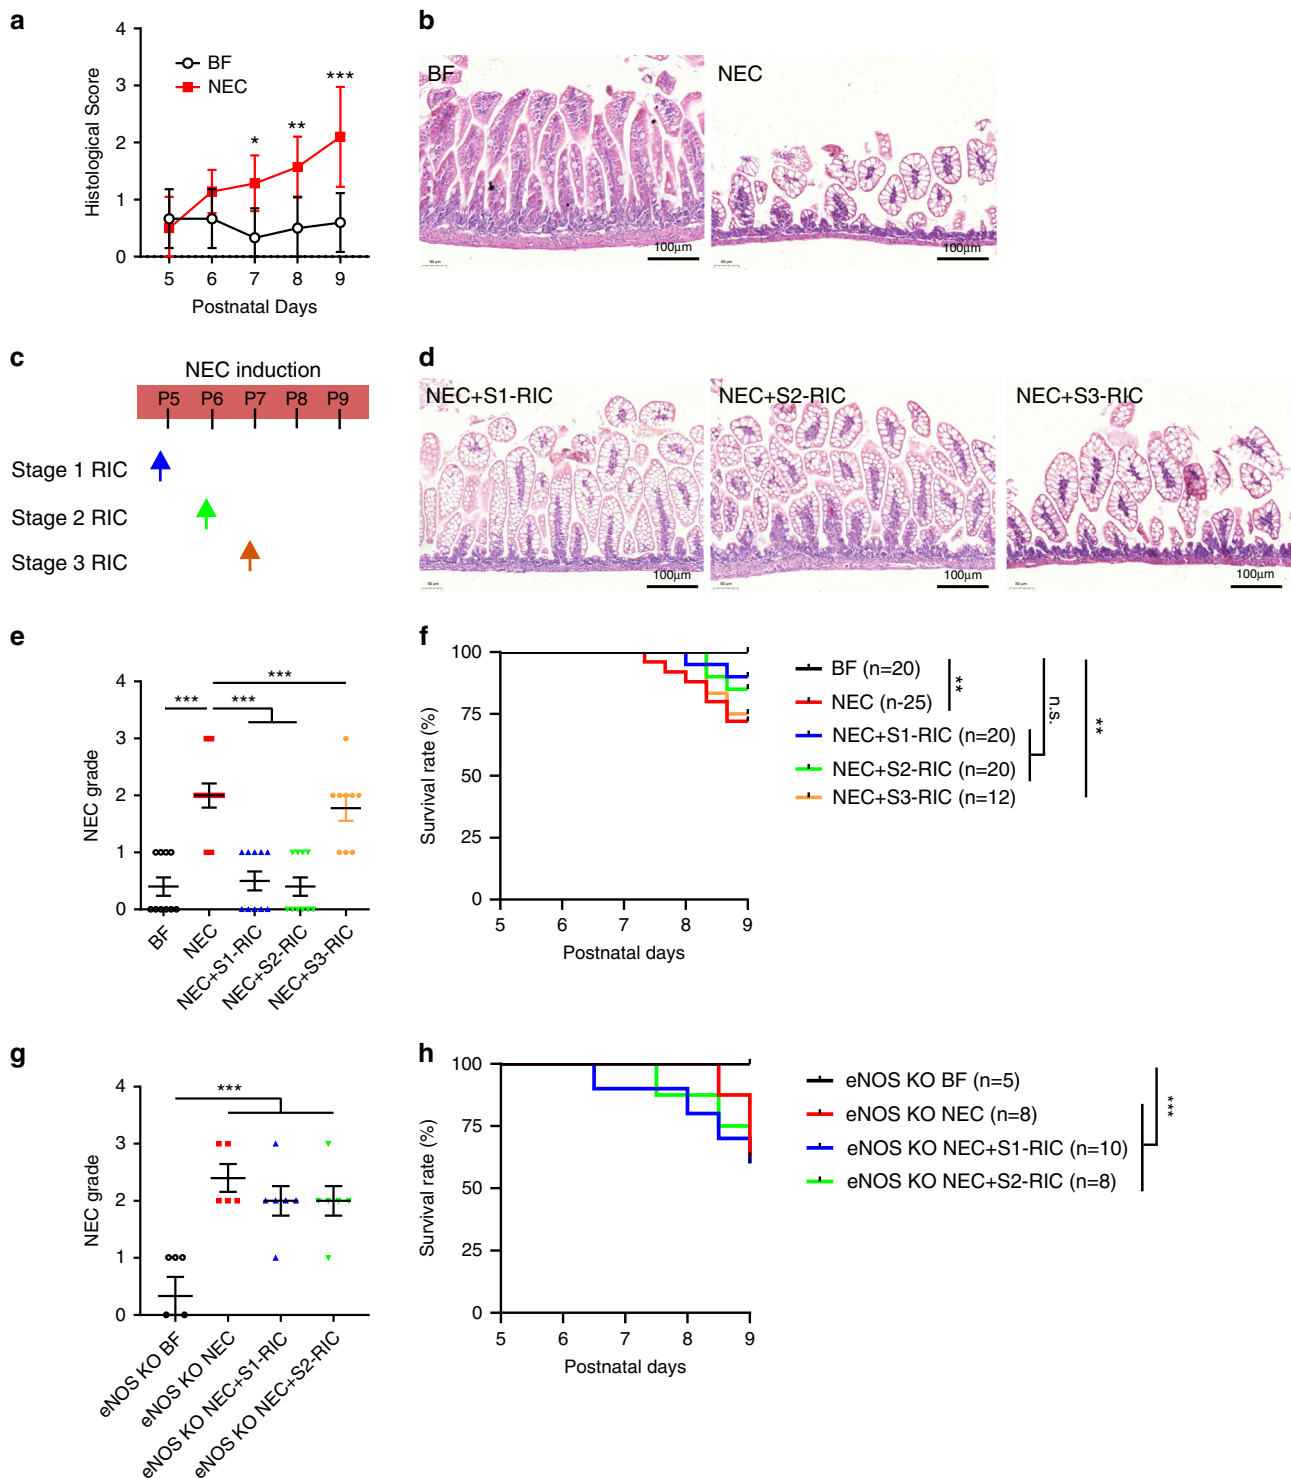 a
4
3
2
1
0
Histological Score
BF
NEC
*
**
***
5 6 7 8 9
Postnatal Days
b
BF
100μm
NEC
100μm
c
NEC induction
P5 P6 P7 P8 P9
Stage 1 RIC
Stage 2 RIC
Stage 3 RIC
d
NEC+S1-RIC
100μm
NEC+S2-RIC
100μm
NEC+S3-RIC
100μm
e
4
3
2
1
0
NEC grade
***
*** ***
BF
NEC
NEC+S1-RIC
NEC+S2-RIC
NEC+S3-RIC
f
100
75
50
25
0
Survival rate (%)
5 6 7 8 9
Postnatal days
BF (n=20)
NEC (n-25)
NEC+S1-RIC (n=20)
NEC+S2-RIC (n=20)
NEC+S3-RIC (n=12)
**
n.s.
**
g
4
3
2
1
0
NEC grade
***
eNOS KO BF
eNOS KO NEC
eNOS KO NEC+S1-RIC
eNOS KO NEC+S2-RIC
h
100
75
50
25
0
Survival rate (%)
5 6 7 8 9
Postnatal days
eNOS KO BF (n=5)
eNOS KO NEC (n=8)
eNOS KO NEC+S1-RIC (n=10)
eNOS KO NEC+S2-RIC (n=8)
***